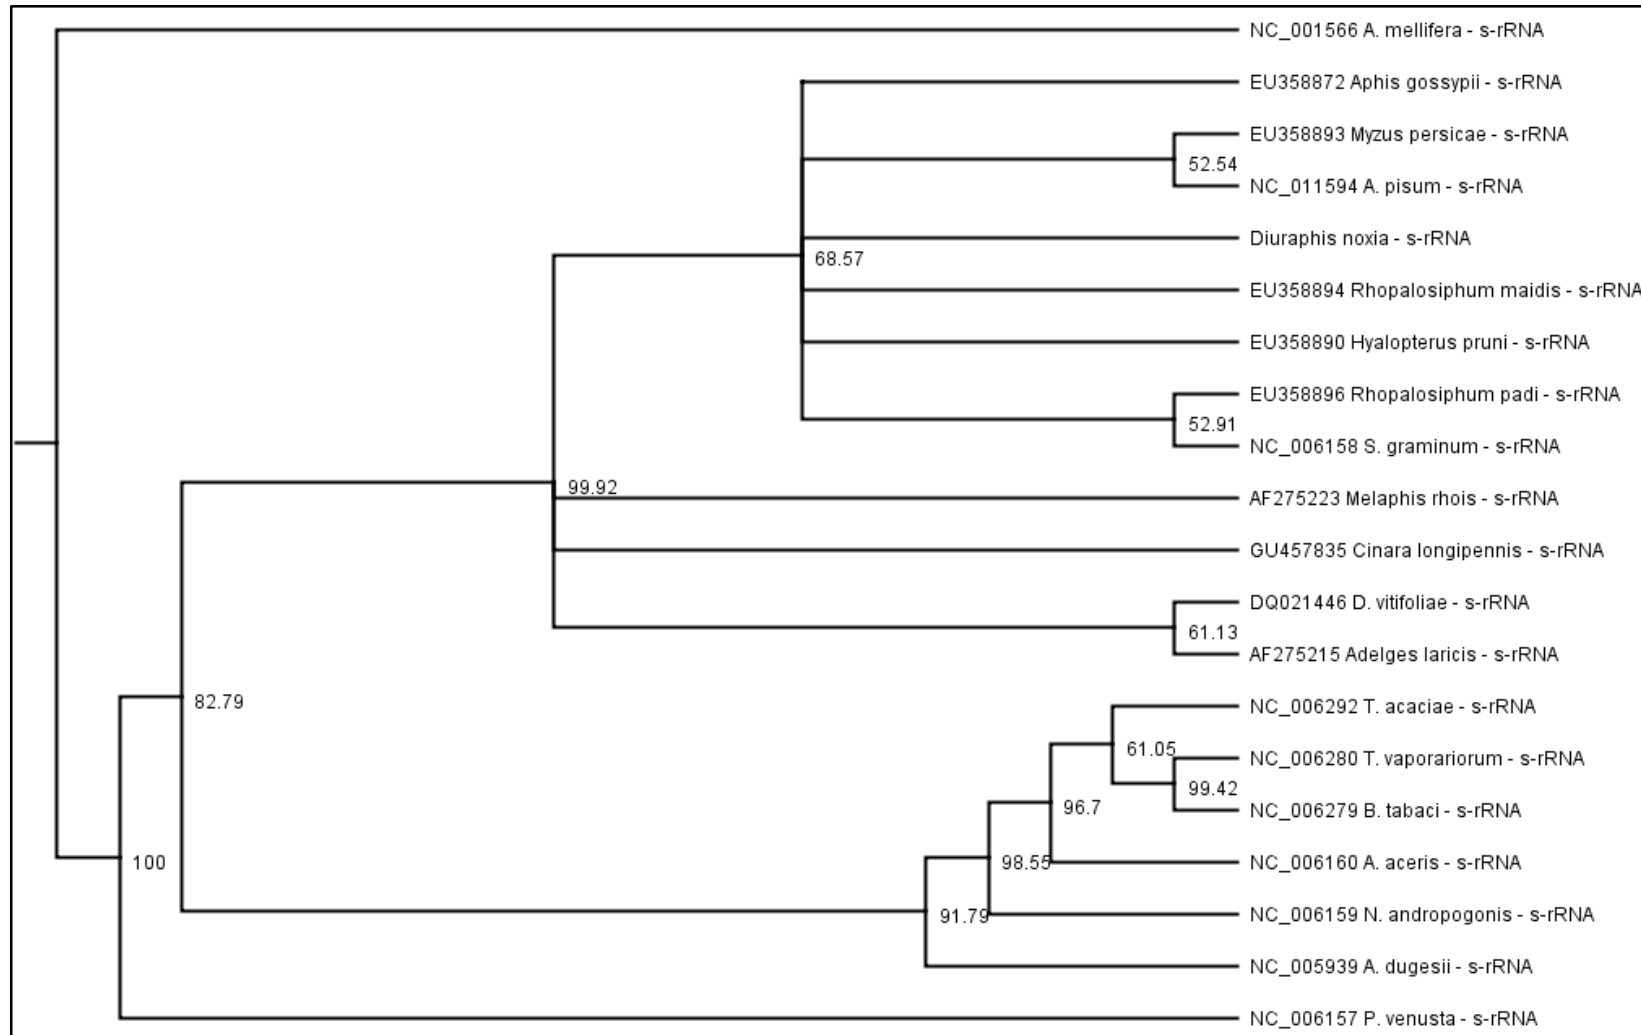 NC_001566 A. mellifera - s-rRNA
EU358872 Aphis gossypii - s-rRNA
EU358893 Myzus persicae - s-rRNA
52.54
NC_011594 A. pisum - s-rRNA
Diuraphis noxia - s-rRNA
68.57
EU358894 Rhopalosiphum maidis - s-rRNA
EU358890 Hyalopterus pruni - s-rRNA
EU358896 Rhopalosiphum padi - s-rRNA
52.91
NC_006158 S. graminum - s-rRNA
99.92
AF275223 Melaphis rhois - s-rRNA
GU457835 Cinara longipennis - s-rRNA
DQ021446 D. vitifoliae - s-rRNA
61.13
AF275215 Adelges laricis - s-rRNA
82.79
NC_006292 T. acaciae - s-rRNA
61.05
NC_006280 T. vaporariorum - s-rRNA
99.42
96.7
NC_006279 B. tabaci - s-rRNA
100
98.55
NC_006160 A. aceris - s-rRNA
91.79
NC_006159 N. andropogonis - s-rRNA
NC_005939 A. dugesii - s-rRNA
NC_006157 P. venusta - s-rRNA